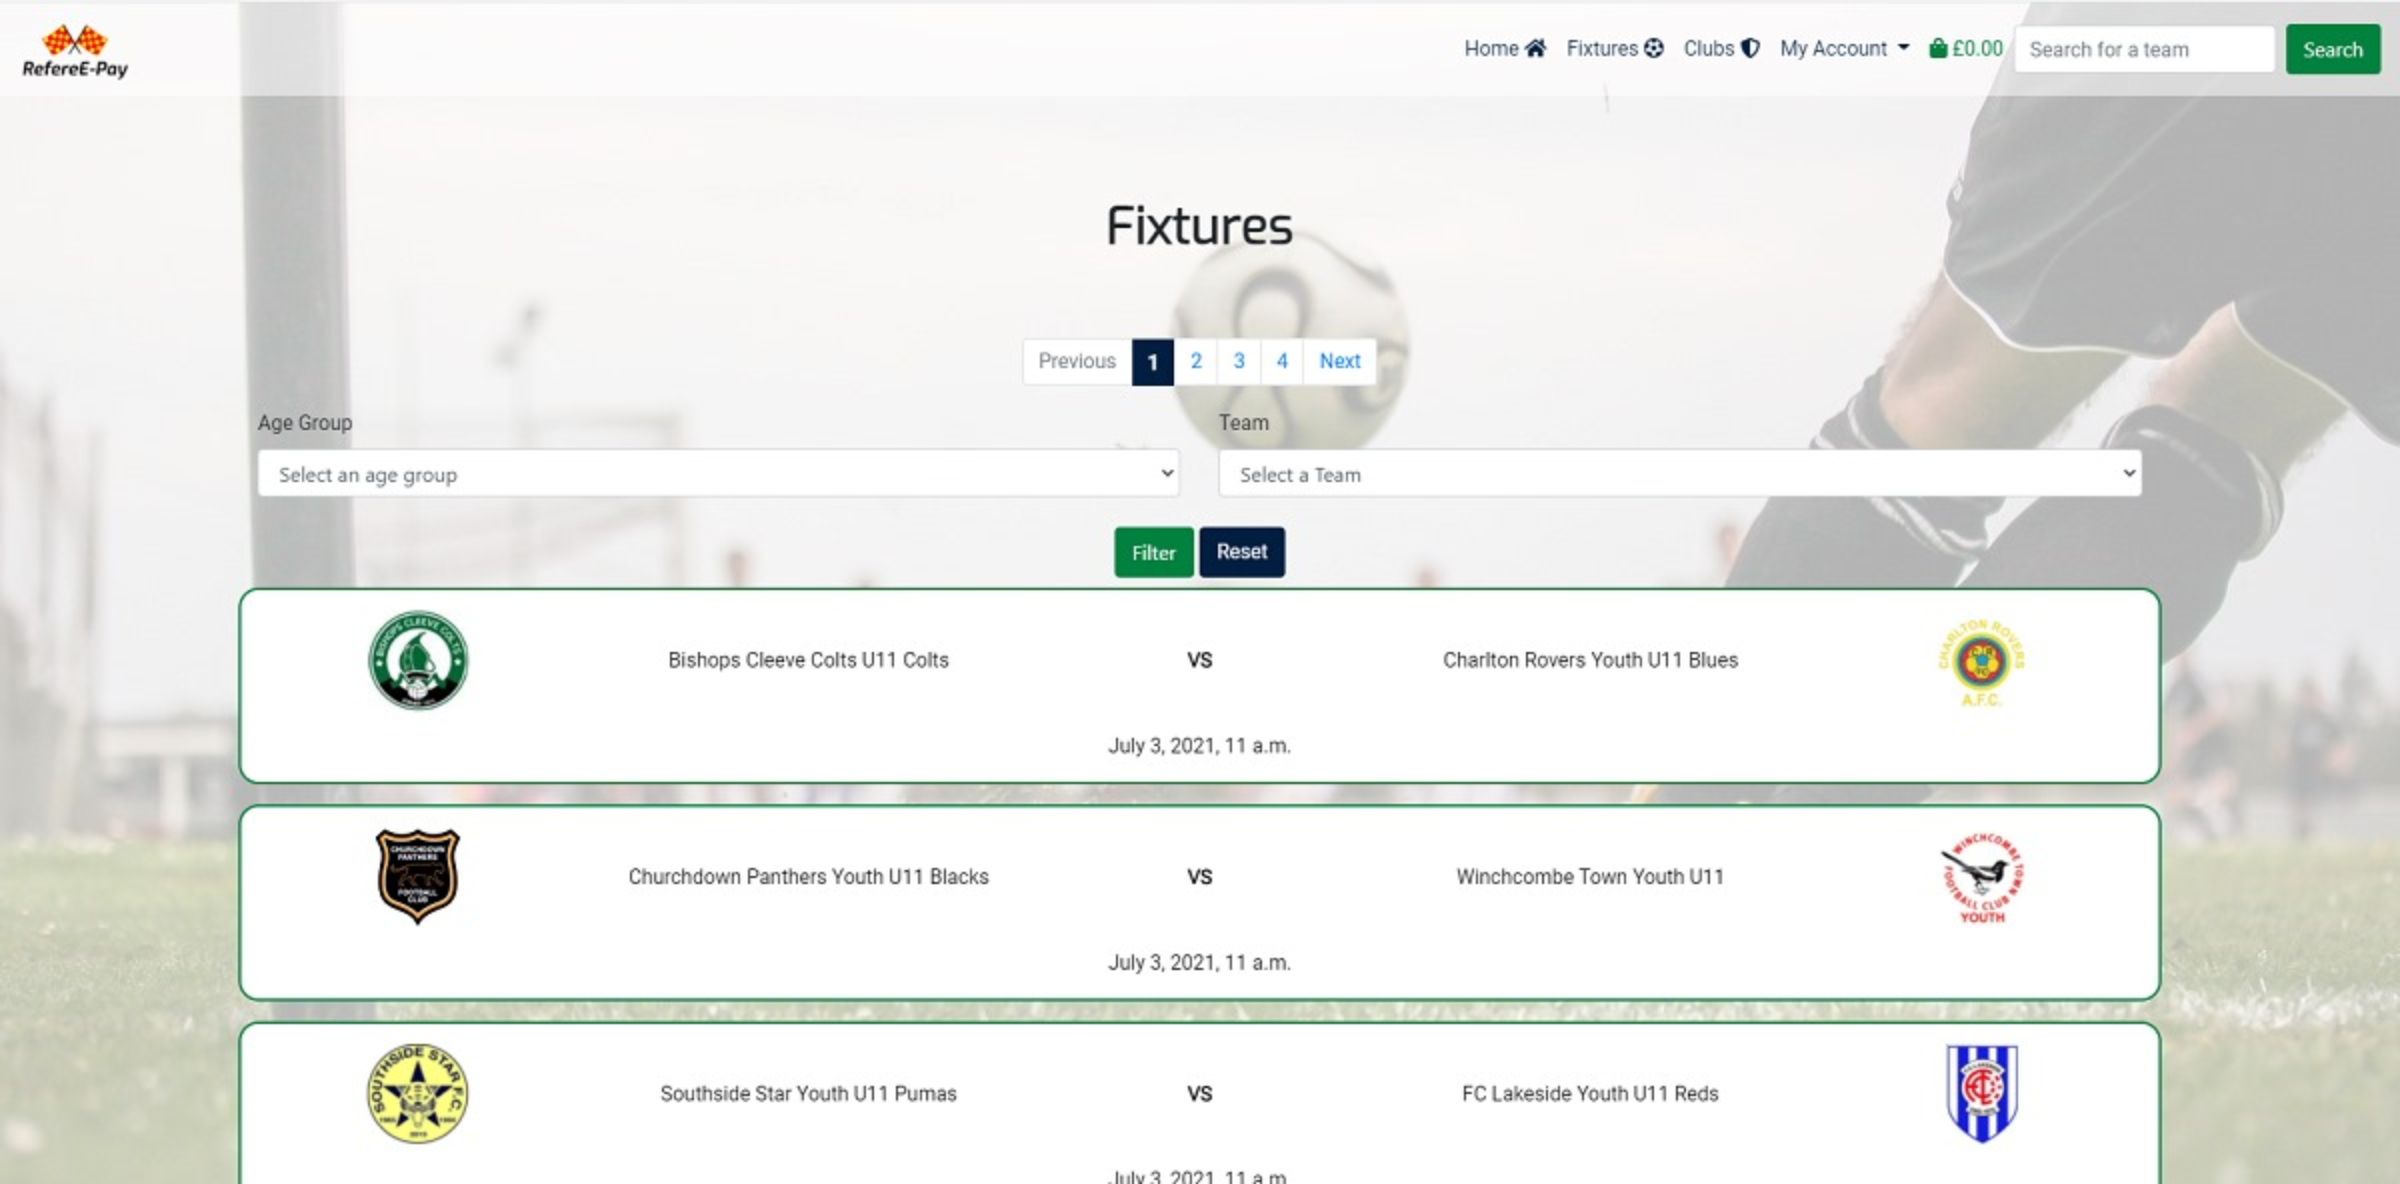 RefereE-Pay
Home Fixtures Clubs My Account £0.00 Search for a team Search
Fixtures
Previous 1 2 3 4 Next
Age Group Team
Select an age group Select a Team
Filter Reset
BISHOPS CLEEVE COLTS
Bishops Cleeve Colts U11 Colts VS Charlton Rovers Youth U11 Blues
CHARLTON ROVERS
A.F.C.
July 3, 2021, 11 a.m.
CHURCHDOWN
PANTHERS
FOOTBALL
CLUB
Churchdown Panthers Youth U11 Blacks VS Winchcombe Town Youth U11
WINCHCOMBE TOWN
FOOTBALL CLUB
YOUTH
July 3, 2021, 11 a.m.
SOUTHSIDE STAR F.C.
Southside Star Youth U11 Pumas VS FC Lakeside Youth U11 Reds
July 3, 2021, 11 a.m.